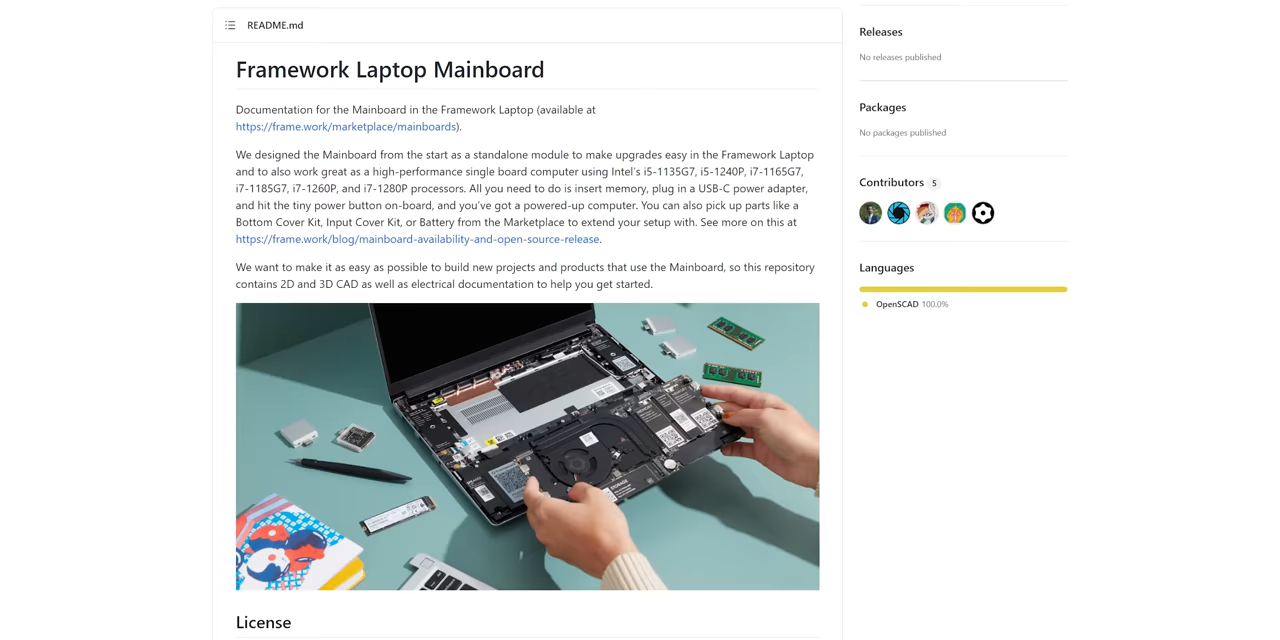 README.md
Framework Laptop Mainboard
Documentation for the Mainboard in the Framework Laptop (available at
https://frame.work/marketplace/mainboards).
We designed the Mainboard from the start as a standalone module to make upgrades easy in the Framework Laptop
and to also work great as a high-performance single board computer using Intel's i5-1135G7, i5-1240P, i7-1165G7,
i7-1185G7, i7-1260P, and i7-1280P processors. All you need to do is insert memory, plug in a USB-C power adapter,
and hit the tiny power button on-board, and you've got a powered-up computer. You can also pick up parts like a
Bottom Cover Kit, Input Cover Kit, or Battery from the Marketplace to extend your setup with. See more on this at
https://frame.work/blog/mainboard-availability-and-open-source-release.
We want to make it as easy as possible to build new projects and products that use the Mainboard, so this repository
contains 2D and 3D CAD as well as electrical documentation to help you get started.
STORAGE
License
Releases
No releases published
Packages
No packages published
Contributors 5
Languages
OpenSCAD 100.0%